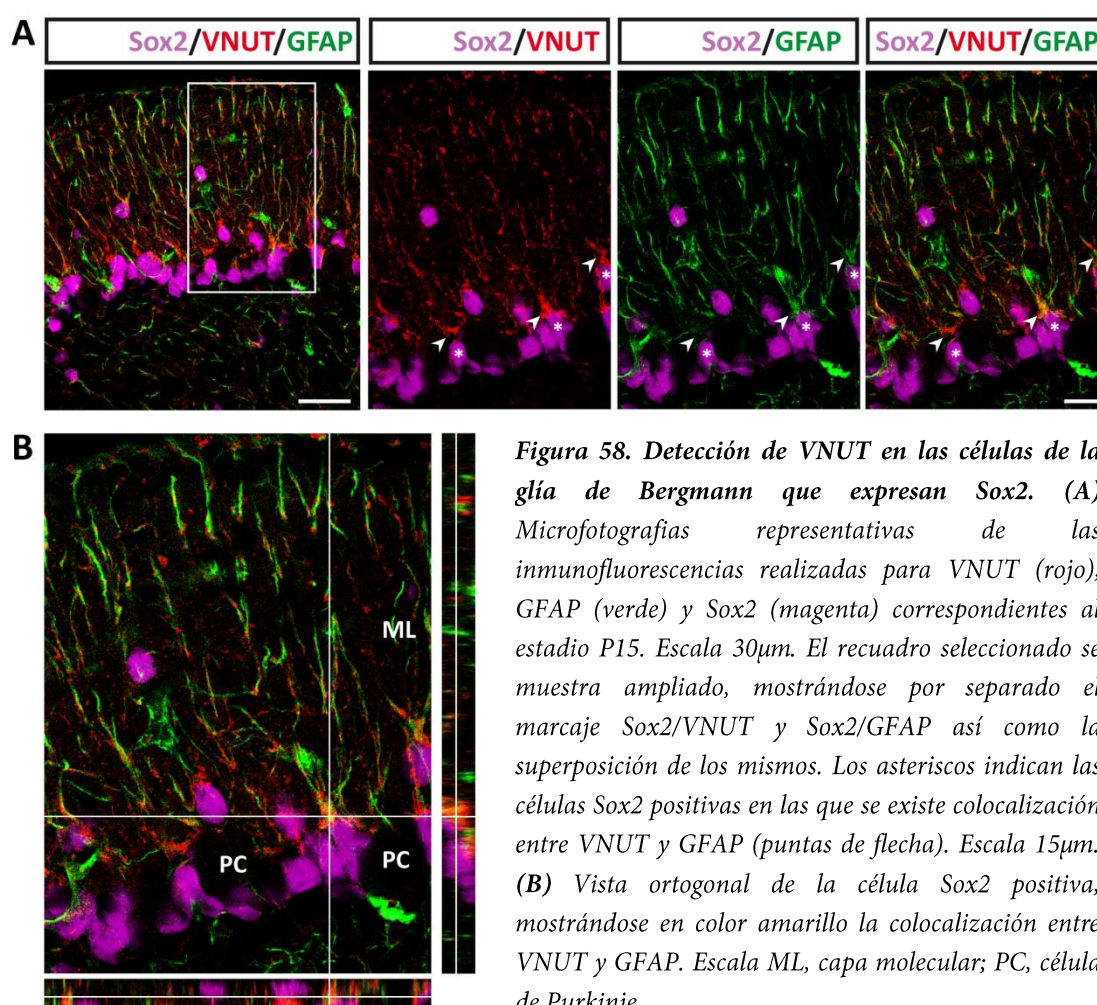 A
Sox2/VNUT/GFAP
Sox2/VNUT
Sox2/GFAP
Sox2/VNUT/GFAP
*
*
*
*
*
*
*
*
B
ML
PC
PC
Figura 58. Detección de VNUT en las células de la
glía de Bergmann que expresan Sox2. (A)
Microfotografias representativas de las
inmunofluorescencias realizadas para VNUT (rojo),
GFAP (verde) y Sox2 (magenta) correspondientes al
estadio P15. Escala 30µm. El recuadro seleccionado se
muestra ampliado, mostrándose por separado el
marcaje Sox2/VNUT y Sox2/GFAP así como la
superposición de los mismos. Los asteriscos indican las
células Sox2 positivas en las que se existe colocalización
entre VNUT y GFAP (puntas de flecha). Escala 15µm.
(B) Vista ortogonal de la célula Sox2 positiva,
mostrándose en color amarillo la colocalización entre
VNUT y GFAP. Escala ML, capa molecular; PC, célula
de Purkinje